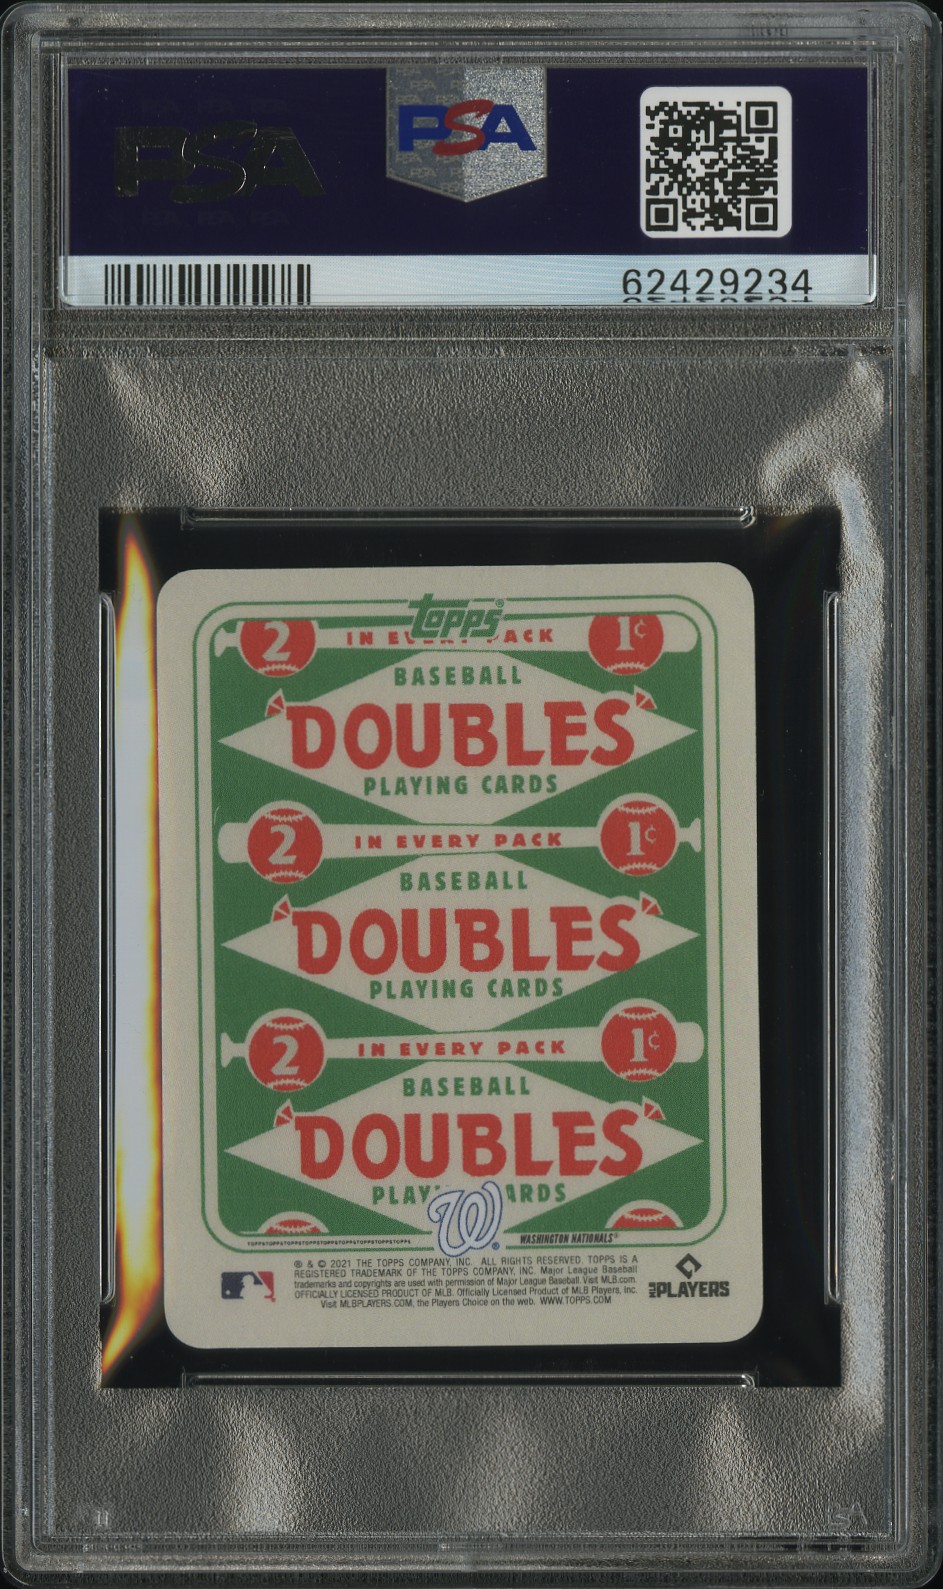 PSA
PSA
62429234
TOPPS®
2 IN EVERY PACK 1¢
BASEBALL
"DOUBLES"
PLAYING CARDS
2 IN EVERY PACK 1¢
BASEBALL
"DOUBLES"
PLAYING CARDS
2 IN EVERY PACK 1¢
BASEBALL
"DOUBLES"
PLAY ARDS
W®
TOPPSTOPPSTOPPSTOPPSTOPPSTOPPSTOPPSTOPPSTOPPS
WASHINGTON NATIONALS®
® & © 2021 THE TOPPS COMPANY, INC. ALL RIGHTS RESERVED. TOPPS IS A
REGISTERED TRADEMARK OF THE TOPPS COMPANY, INC. Major League Baseball
trademarks and copyrights are used with permission of Major League Baseball. Visit MLB.com.
OFFICIALLY LICENSED PRODUCT OF MLB. Officially Licensed Product of MLB Players, Inc.
Visit MLBPLAYERS.COM, the Players Choice on the web. WWW.TOPPS.COM
MLB PLAYERS